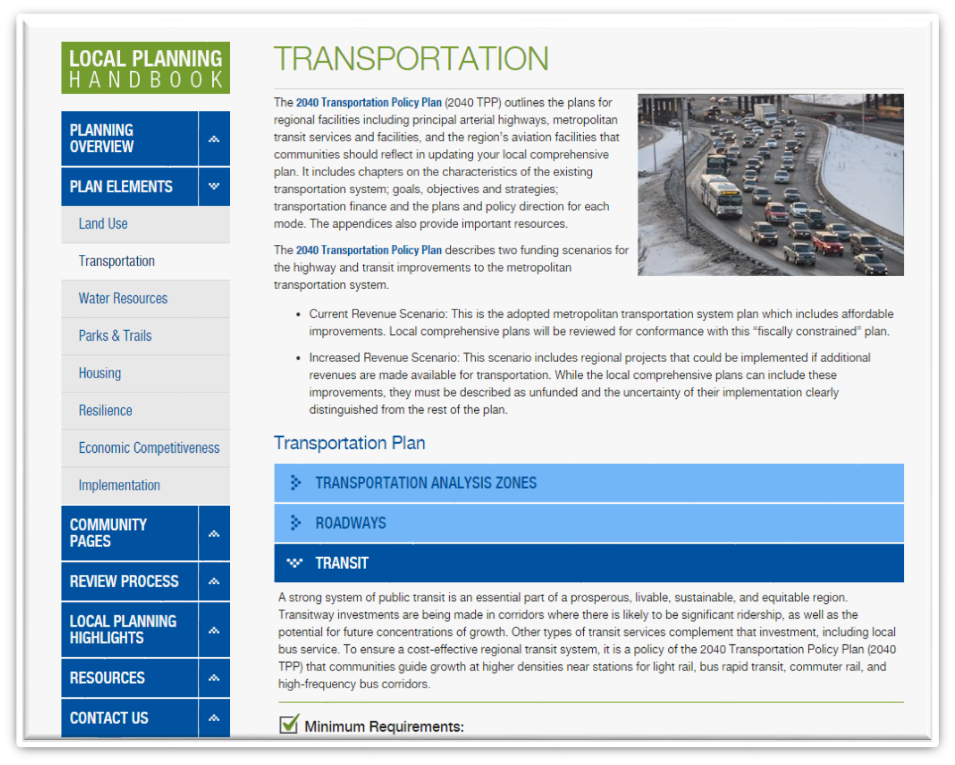 LOCAL PLANNING
HANDBOOK
PLANNING
OVERVIEW
PLAN ELEMENTS
Land Use
Transportation
Water Resources
Parks & Trails
Housing
Resilience
Economic Competitiveness
Implementation
COMMUNITY
PAGES
REVIEW PROCESS
LOCAL PLANNING
HIGHLIGHTS
RESOURCES
CONTACT US
TRANSPORTATION
The 2040 Transportation Policy Plan (2040 TPP) outlines the plans for
regional facilities including principal arterial highways, metropolitan
transit services and facilities, and the region's aviation facilities that
communities should reflect in updating your local comprehensive
plan. It includes chapters on the characteristics of the existing
transportation system; goals, objectives and strategies;
transportation finance and the plans and policy direction for each
mode. The appendices also provide important resources.
The 2040 Transportation Policy Plan describes two funding scenarios for
the highway and transit improvements to the metropolitan
transportation system.
• Current Revenue Scenario: This is the adopted metropolitan transportation system plan which includes affordable
improvements. Local comprehensive plans will be reviewed for conformance with this “fiscally constrained” plan.
• Increased Revenue Scenario: This scenario includes regional projects that could be implemented if additional
revenues are made available for transportation. While the local comprehensive plans can include these
improvements, they must be described as unfunded and the uncertainty of their implementation clearly
distinguished from the rest of the plan.
Transportation Plan
TRANSPORTATION ANALYSIS ZONES
ROADWAYS
TRANSIT
A strong system of public transit is an essential part of a prosperous, livable, sustainable, and equitable region.
Transitway investments are being made in corridors where there is likely to be significant ridership, as well as the
potential for future concentrations of growth. Other types of transit services complement that investment, including local
bus service. To ensure a cost-effective regional transit system, it is a policy of the 2040 Transportation Policy Plan (2040
TPP) that communities guide growth at higher densities near stations for light rail, bus rapid transit, commuter rail, and
high-frequency bus corridors.
Minimum Requirements: